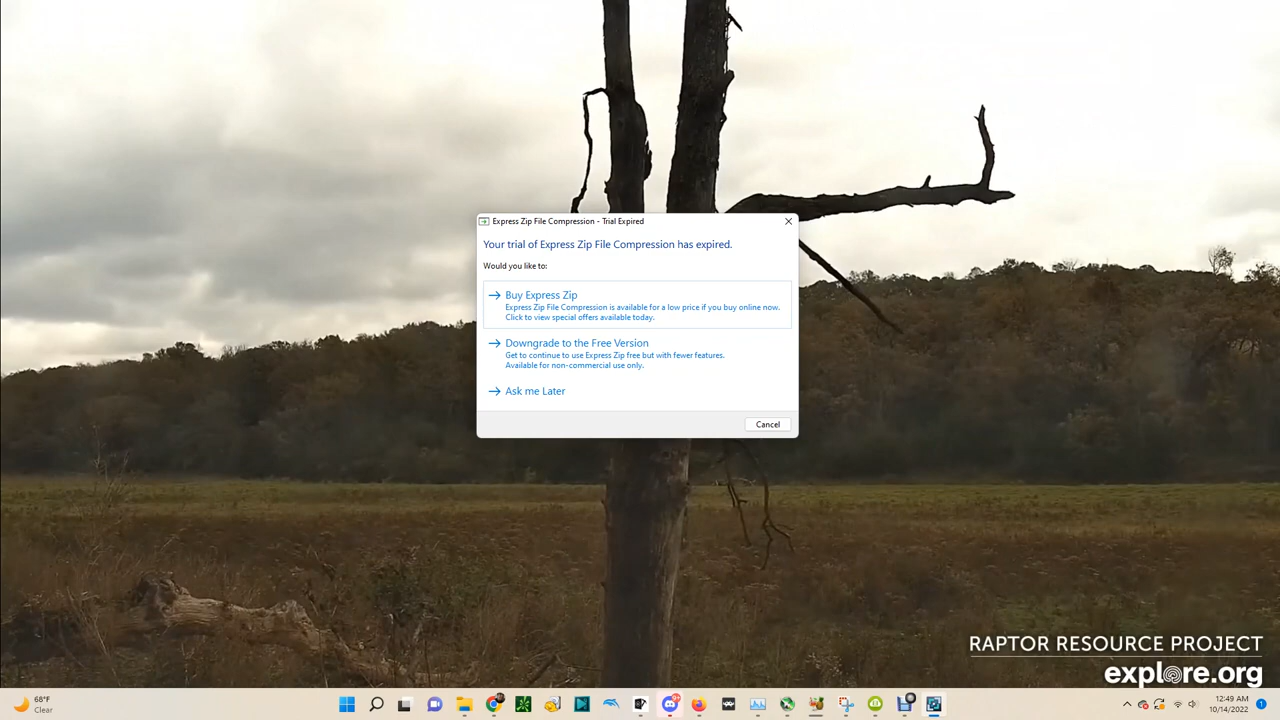 Express Zip File Compression - Trial Expired
Your trial of Express Zip File Compression has expired.
Would you like to:
Buy Express Zip
Express Zip File Compression is available for a low price if you buy online now.
Click to view special offers available today.
Downgrade to the Free Version
Get to continue to use Express Zip free but with fewer features.
Available for non-commercial use only.
Ask me Later
Cancel
RAPTOR RESOURCE PROJECT
explore.org
68°F
Clear
9+
12:49 AM
10/14/2022
1